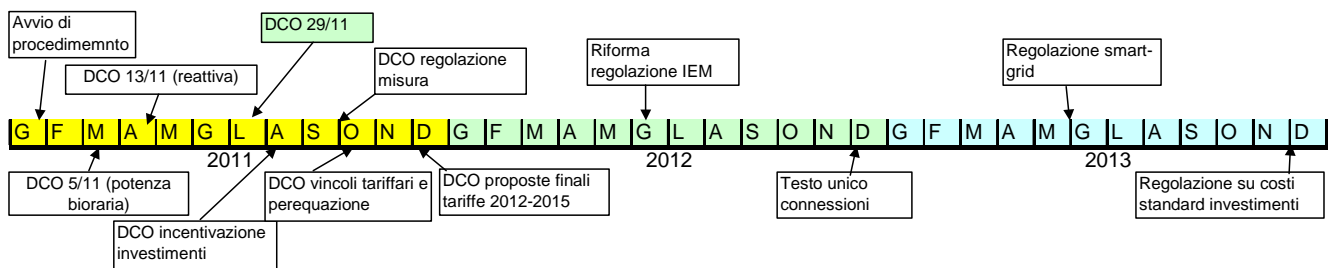 Avvio di
procedimemnto
DCO 29/11
DCO 13/11 (reattiva)
DCO regolazione
misura
Riforma
regolazione IEM
Regolazione smart-
grid
G F M A M G L A S O N D G F M A M G L A S O N D G F M A M G L A S O N D
2011 2012 2013
DCO 5/11 (potenza
bioraria)
DCO vincoli tariffari e
perequazione
DCO proposte finali
tariffe 2012-2015
Testo unico
connessioni
Regolazione su costi
standard investimenti
DCO incentivazione
investimenti